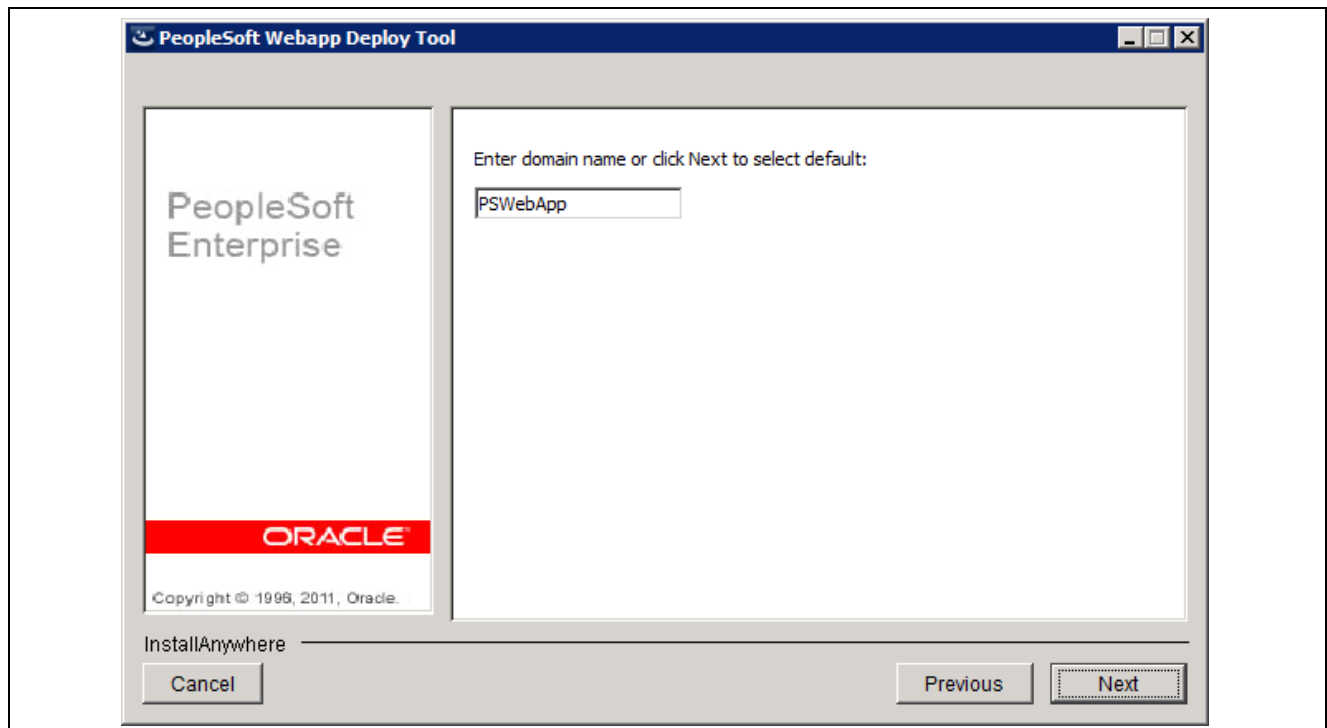 PeopleSoft Webapp Deploy Tool
Enter domain name or click Next to select default:
PSWebApp
PeopleSoft
Enterprise
ORACLE
Copyright © 1996, 2011, Oracle.
InstallAnywhere
Cancel
Previous
Next